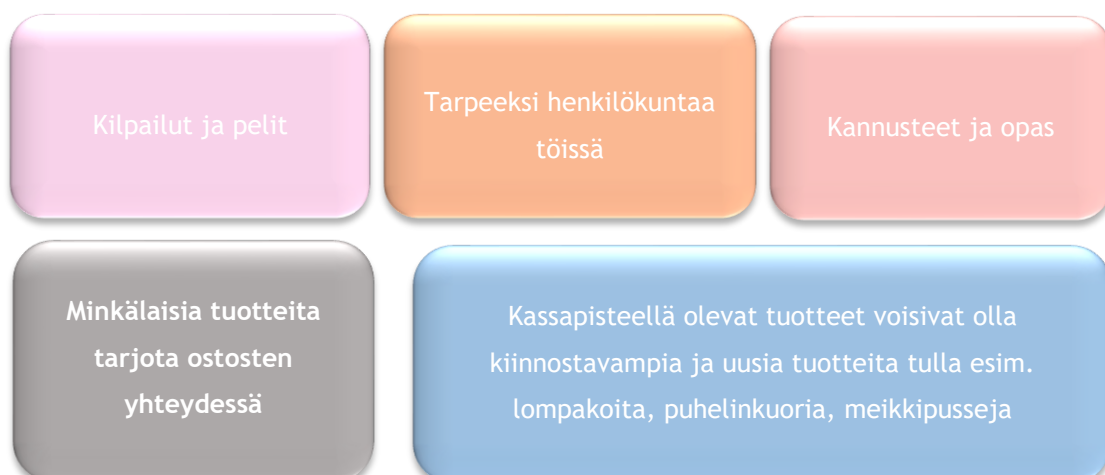 Kilpailut ja pelit
Tarpeeksi henkilökuntaa
töissä
Kannusteet ja opas
Minkälaisia tuotteita
tarjota ostosten
yhteydessä
Kassapisteellä olevat tuotteet voisivat olla
kiinnostavampia ja uusia tuotteita tulla esim.
lompakoita, puhelinkuoria, meikkipusseja